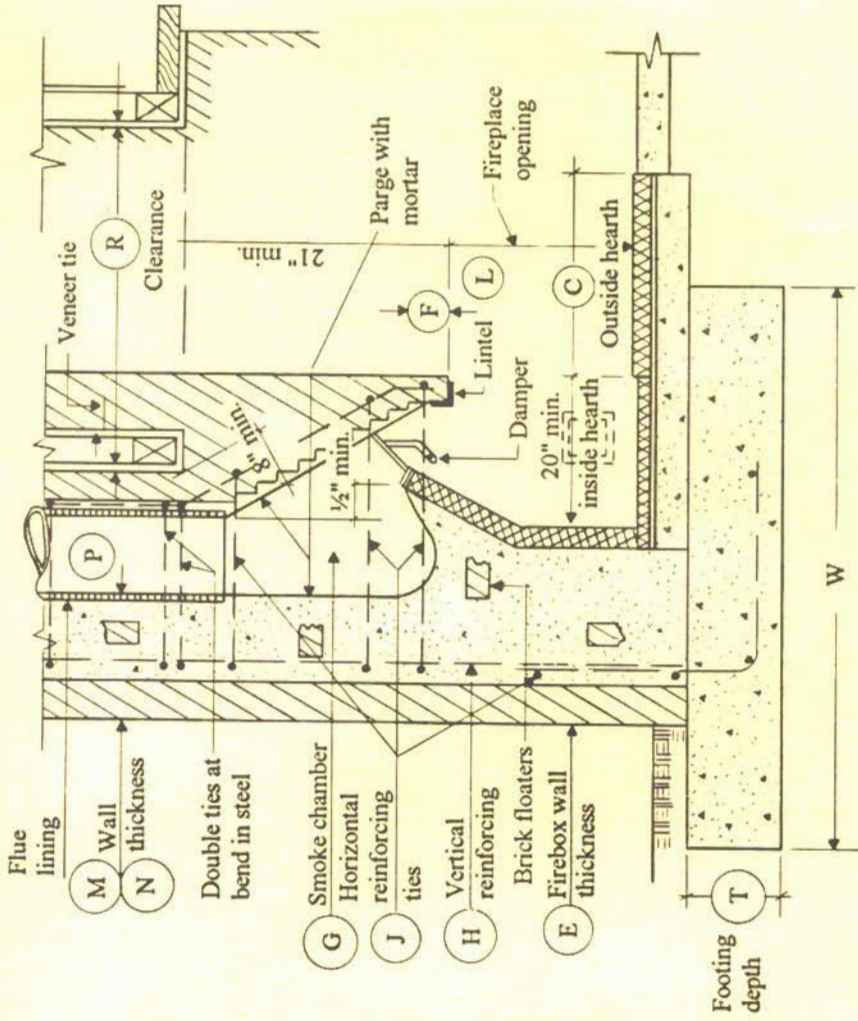 Flue
lining
M
Wall
thickness
N
Double ties at
bend in steel
G
Smoke chamber
Horizontal
reinforcing
J
ties
H
Vertical
reinforcing
Brick floaters
E
Firebox wall
thickness
Footing
depth
T
W
P
8" min.
½" min.
Veneer tie
R
Clearance
21" min.
Parge with
mortar
F
L
Fireplace
opening
C
Lintel
Damper
Outside hearth
20" min.
inside hearth